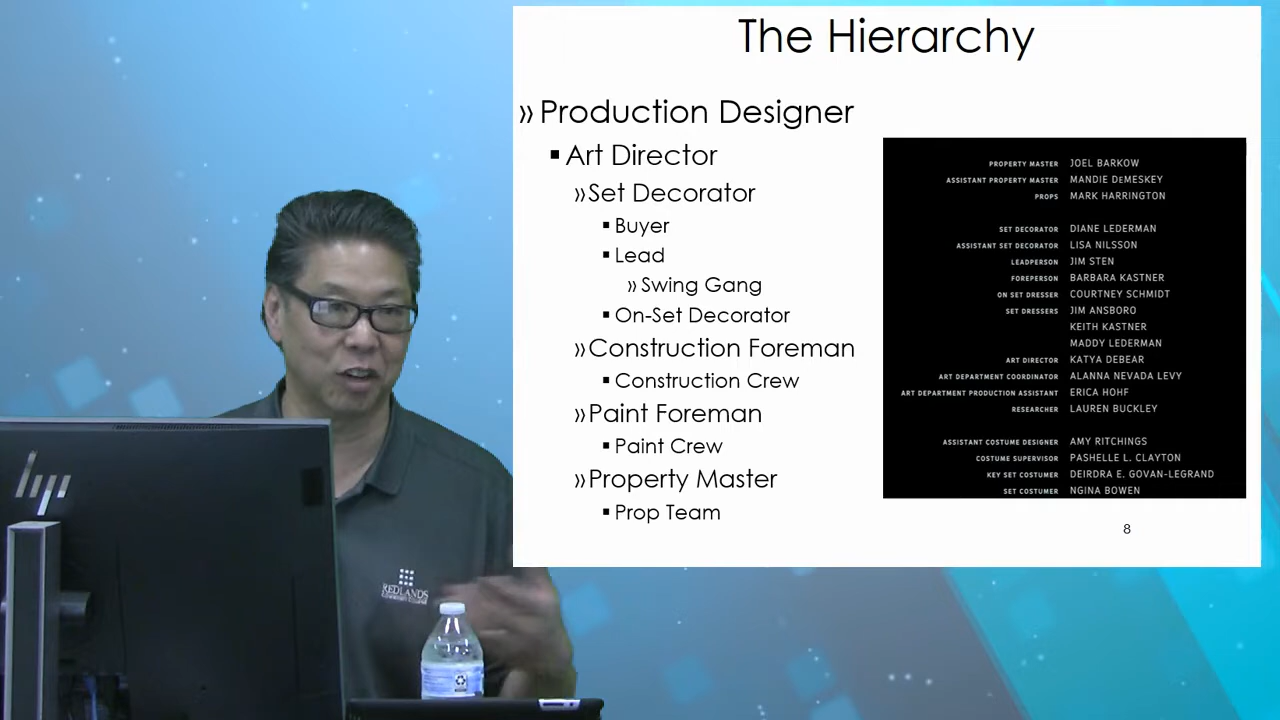 The Hierarchy
» Production Designer
▪ Art Director
» Set Decorator
▪ Buyer
▪ Lead
» Swing Gang
▪ On-Set Decorator
» Construction Foreman
▪ Construction Crew
» Paint Foreman
▪ Paint Crew
» Property Master
▪ Prop Team
PROPERTY MASTER JOEL BARKOW
ASSISTANT PROPERTY MASTER MANDIE DeMESKEY
PROPS MARK HARRINGTON
SET DECORATOR DIANE LEDERMAN
ASSISTANT SET DECORATOR LISA NILSSON
LEADPERSON JIM STEN
FOREPERSON BARBARA KASTNER
ON SET DRESSER COURTNEY SCHMIDT
SET DRESSERS JIM ANSBORO
KEITH KASTNER
MADDY LEDERMAN
ART DIRECTOR KATYA DEBEAR
ART DEPARTMENT COORDINATOR ALANNA NEVADA LEVY
ART DEPARTMENT PRODUCTION ASSISTANT ERICA HOHF
RESEARCHER LAUREN BUCKLEY
ASSISTANT COSTUME DESIGNER AMY RITCHINGS
COSTUME SUPERVISOR PASHELLE L. CLAYTON
KEY SET COSTUMER DEIRDRA E. GOVAN-LEGRAND
SET COSTUMER NGINA BOWEN
8
hp
REDLANDS